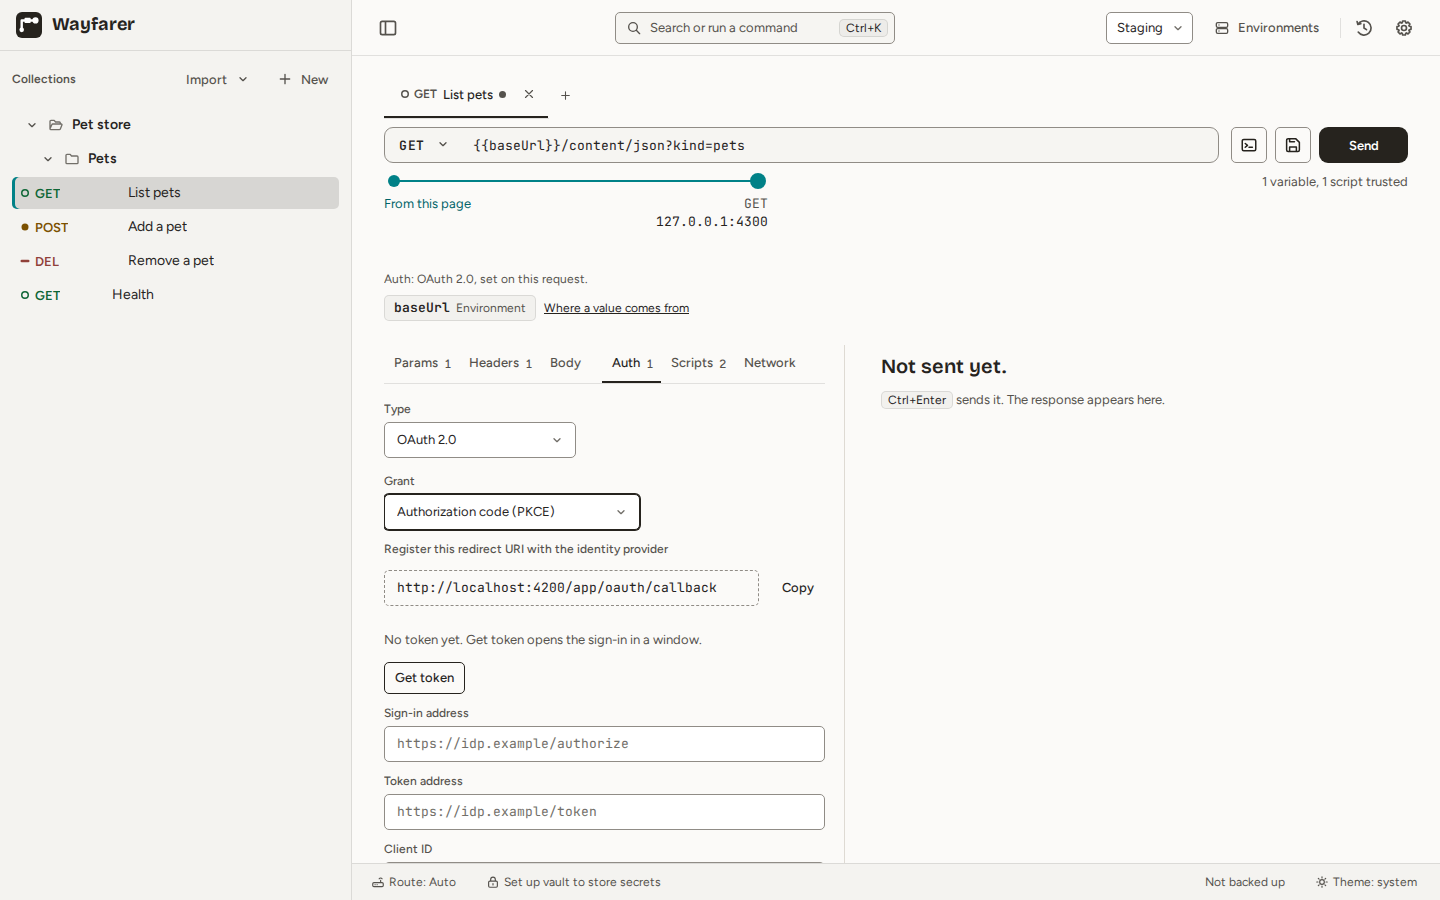 Wayfarer
Search or run a command
Ctrl+K
Staging
Environments
Collections
Import
New
Pet store
Pets
GET List pets
POST Add a pet
DEL Remove a pet
GET Health
GET List pets
GET {{baseUrl}}/content/json?kind=pets
Send
1 variable, 1 script trusted
From this page
GET
127.0.0.1:4300
Auth: OAuth 2.0, set on this request.
baseUrl Environment Where a value comes from
Params 1 Headers 1 Body Auth 1 Scripts 2 Network
Type
OAuth 2.0
Grant
Authorization code (PKCE)
Register this redirect URI with the identity provider
http://localhost:4200/app/oauth/callback
Copy
No token yet. Get token opens the sign-in in a window.
Get token
Sign-in address
https://idp.example/authorize
Token address
https://idp.example/token
Client ID
Not sent yet.
Ctrl+Enter sends it. The response appears here.
Route: Auto
Set up vault to store secrets
Not backed up
Theme: system